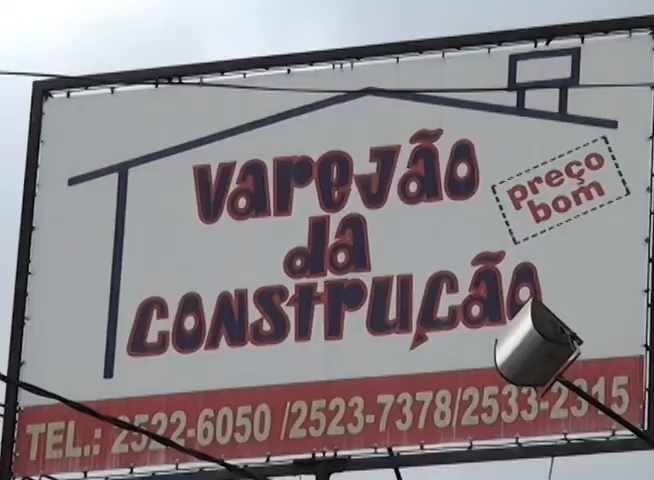 VAREJÃO
preço
bom
da
CONSTRUÇÃO
TEL.: 2522-6050 /2523-7378/2533-2315